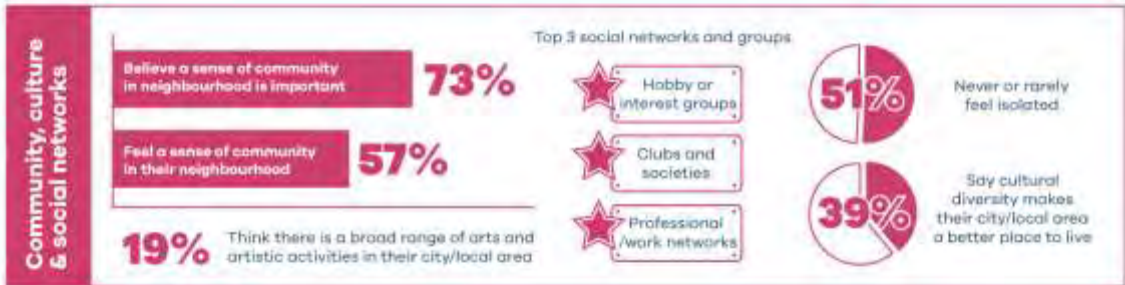 Community, culture
& social networks
Believe a sense of community
in neighbourhood is important
73%
Feel a sense of community
in their neighbourhood
57%
19%
Think there is a broad range of arts and
artistic activities in their city/local area
Top 3 social networks and groups
Hobby or
interest groups
Clubs and
societies
Professional
/work networks
51%
Never or rarely
feel isolated
39%
Say cultural
diversity makes
their city/local area
a better place to live